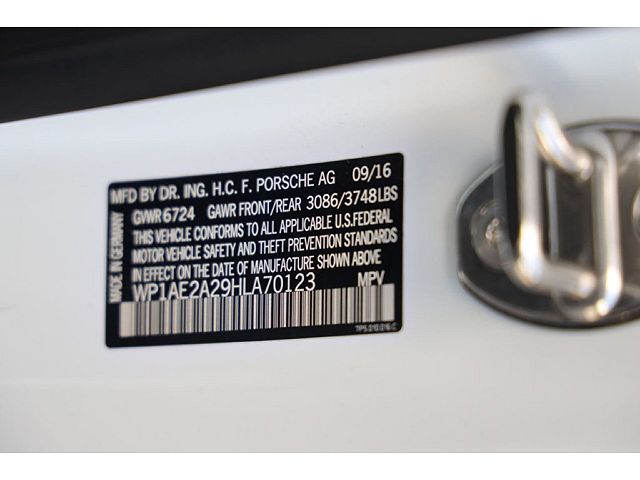 MFD BY DR. ING. H.C. F. PORSCHE AG 09/16
GVWR 6724 GAWR FRONT/REAR 3086/3748LBS
THIS VEHICLE CONFORMS TO ALL APPLICABLE U.S.FEDERAL
MOTOR VEHICLE SAFETY AND THEFT PREVENTION STANDARDS
IN EFFECT ON THE DATE OF MANUFACTURE SHOWN ABOVE
WP1AE2A29HLA70123 MPV
MADE IN GERMANY